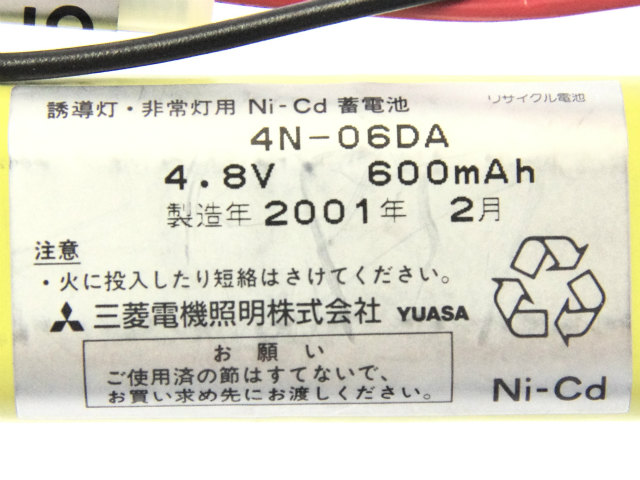 誘導灯・非常灯用 Ni-Cd 蓄電池
リサイクル電池
4N-06DA
4.8V 600mAh
製造年 2001年 2月
注意
・火に投入したり短絡はさけてください。
三菱電機照明株式会社 YUASA
お願い
ご使用済の節はすてないで、
お買い求め先にお渡しください。
Ni-Cd